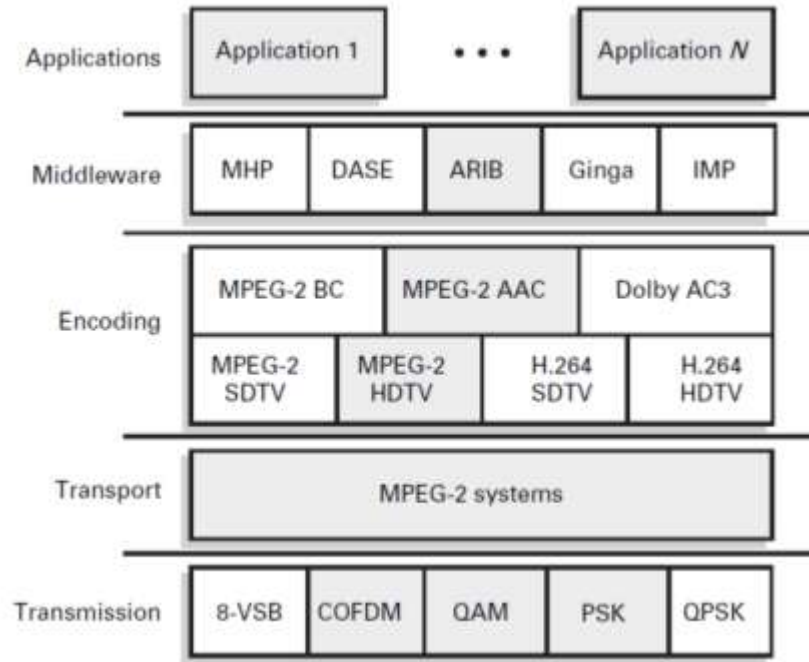 Applications
Application 1
• • •
Application N
Middleware
MHP
DASE
ARIB
Ginga
IMP
Encoding
MPEG-2 BC
MPEG-2 AAC
Dolby AC3
MPEG-2
SDTV
MPEG-2
HDTV
H.264
SDTV
H.264
HDTV
Transport
MPEG-2 systems
Transmission
8-VSB
COFDM
QAM
PSK
QPSK